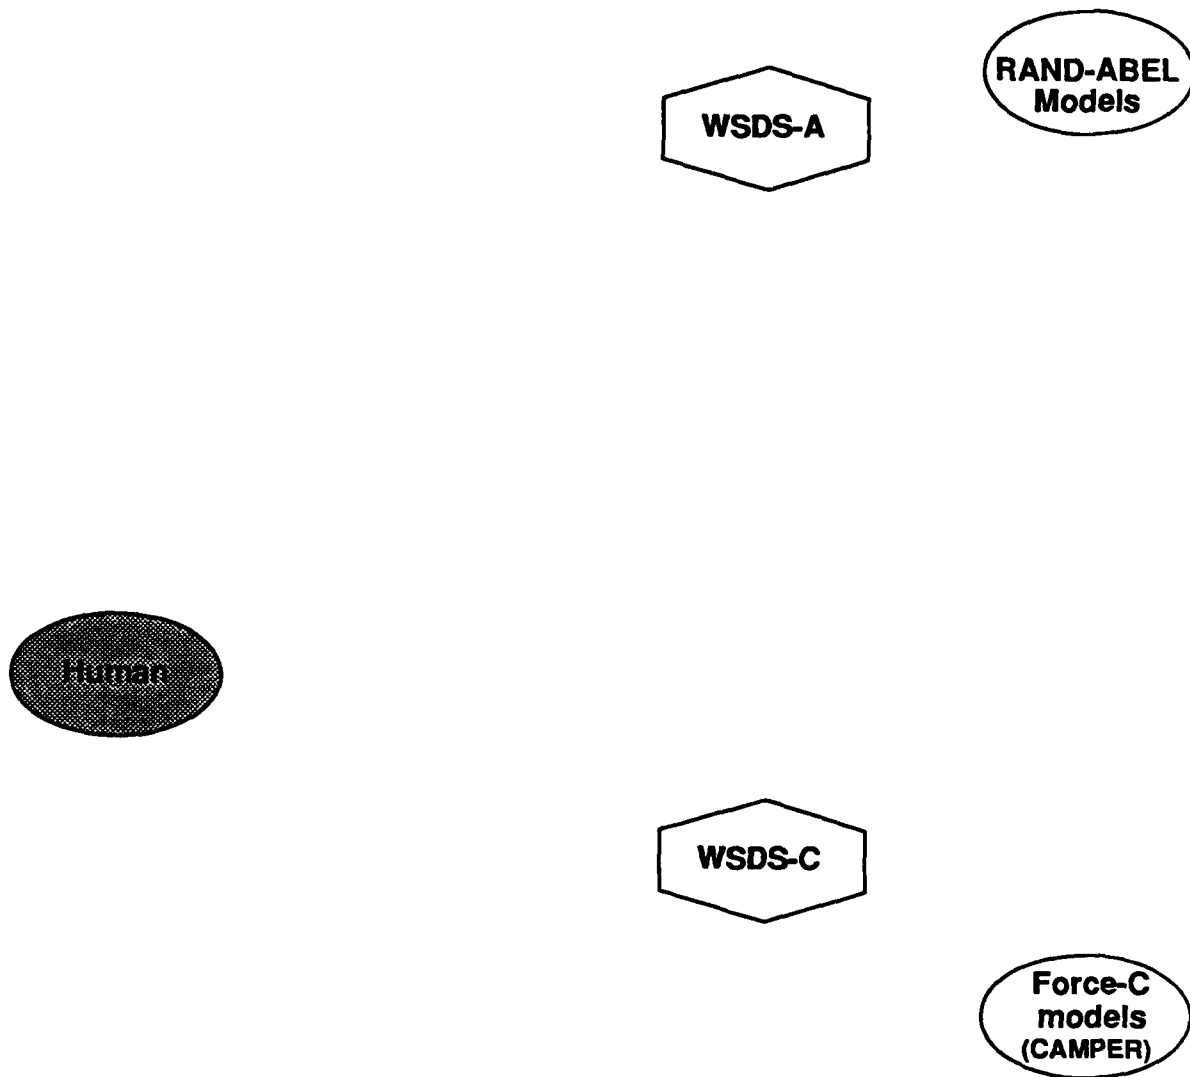 RAND-ABEL
Models
WSDS-A
Human
WSDS-C
Force-C
models
(CAMPER)